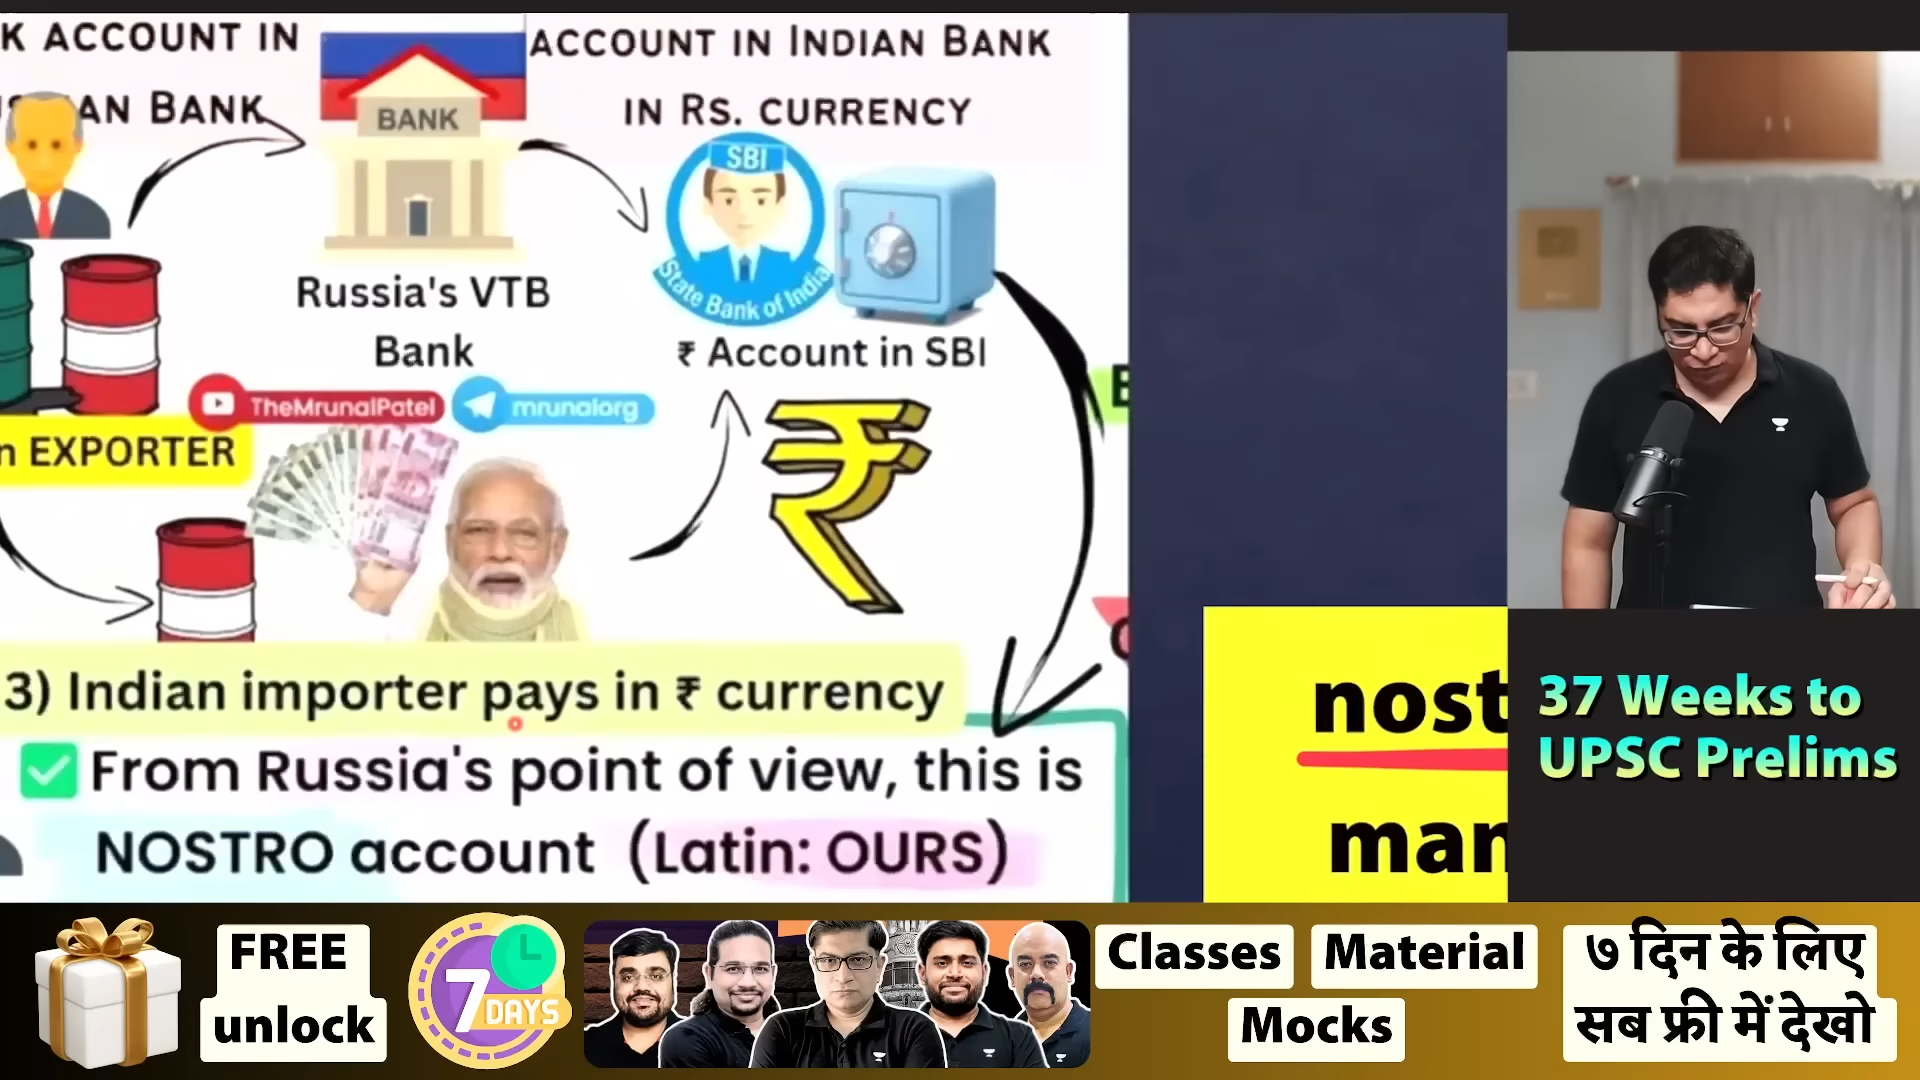 K ACCOUNT IN
AN BANK
BANK
ACCOUNT IN INDIAN BANK
IN RS. CURRENCY
SBI
State Bank of India
Russia's VTB
Bank
₹ Account in SBI
TheMrunalPatel
mrunalorg
n EXPORTER
3) Indian importer pays in ₹ currency
From Russia's point of view, this is
NOSTRO account (Latin: OURS)
nost
man
37 Weeks to
UPSC Prelims
FREE
unlock
7
DAYS
Classes Material
Mocks
७ दिन के लिए
सब फ्री में देखो